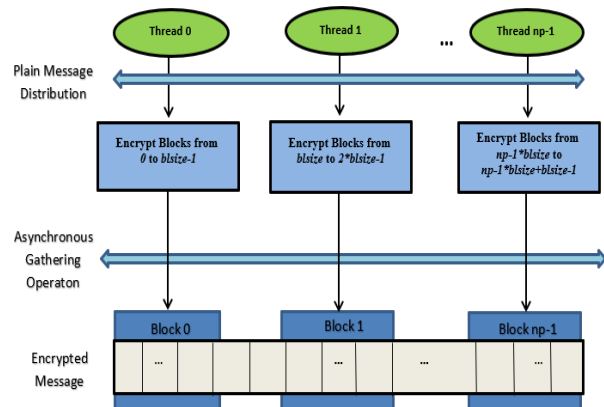 Thread 0
Thread 1
...
Thread np-1
Plain Message
Distribution
Encrypt Blocks from
0 to blsize-1
Encrypt Blocks from
blsize to 2*blsize-1
Encrypt Blocks from
np-1*blsize to
np-1*blsize+blsize-1
Asynchronous
Gathering
Operaton
Block 0
Block 1
Block np-1
Encrypted
Message
...
...
...
...